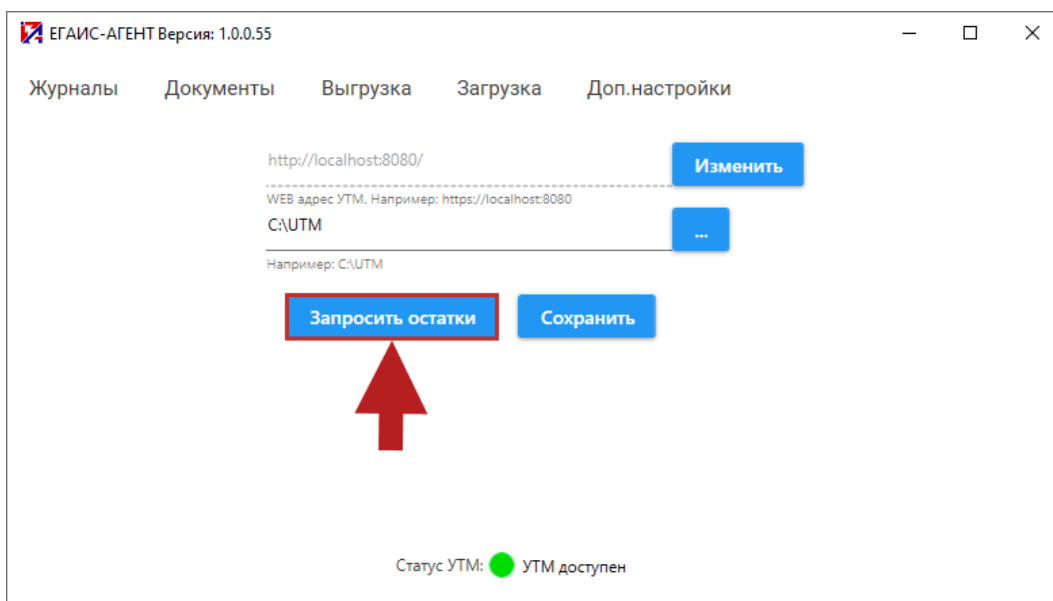 ЕГАИС-АГЕНТ Версия: 1.0.0.55
Журналы Документы Выгрузка Загрузка Доп.настройки
http://localhost:8080/ Изменить
WEB адрес УТМ. Например: https://localhost:8080
C:\UTM ...
Например: C:\UTM
Запросить остатки Сохранить
Статус УТМ: УТМ доступен